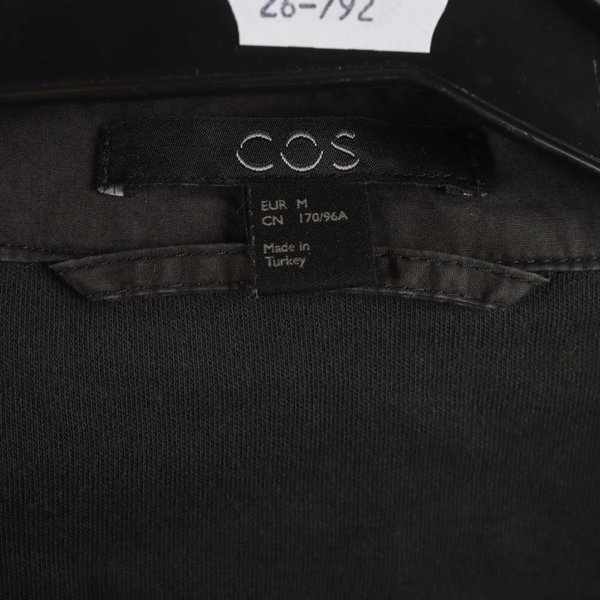 26-792
COS
EUR M
CN 170/96A
Made in
Turkey